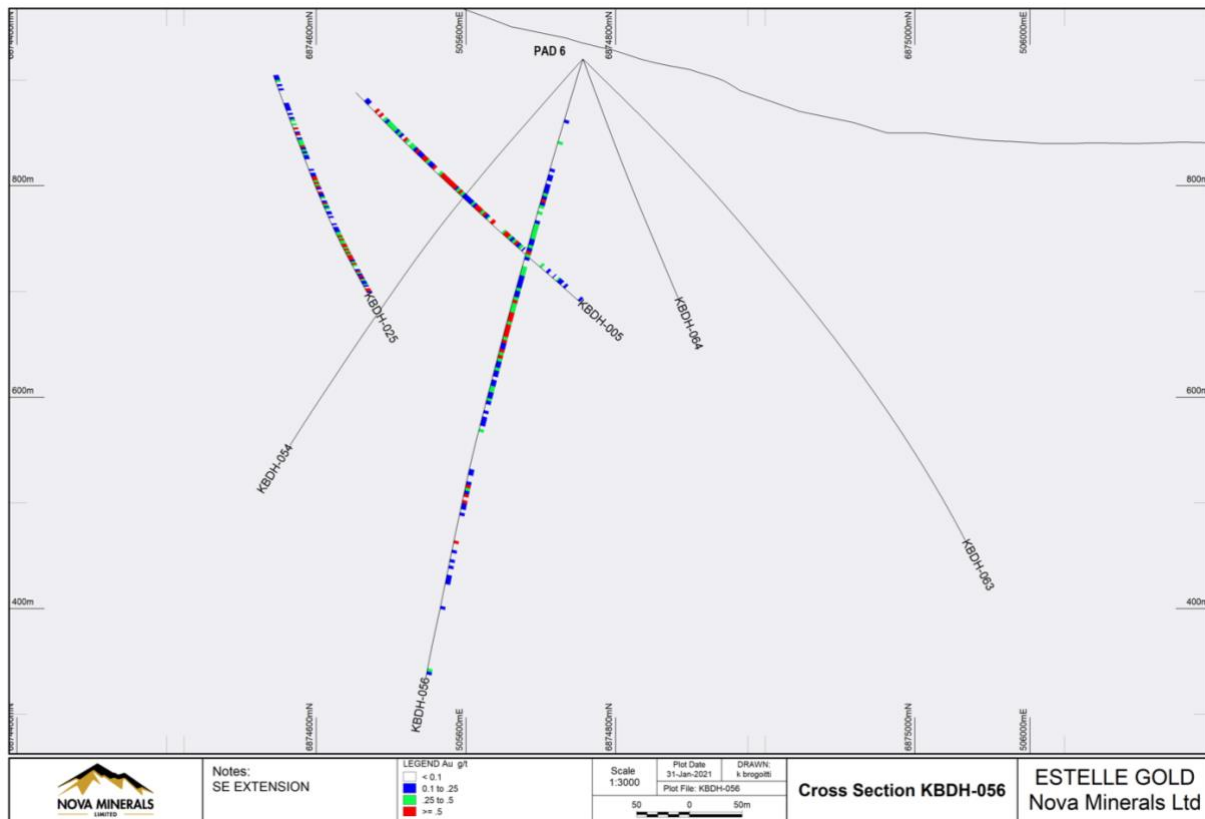 6874400mN
6874600mN
505600mE
6874800mN
6875000mN
506000mE
PAD 6
800m
800m
KBDH-025
KBDH-005
KBDH-064
600m
600m
KBDH-054
KBDH-063
400m
400m
KBDH-056
6874400mN
6874600mN
505600mE
6874800mN
6875000mN
506000mE
NOVA MINERALS
LIMITED
Notes:
SE EXTENSION
LEGEND Au g/t
< 0.1
0.1 to .25
.25 to .5
>= .5
Scale
1:3000
Plot Date
31-Jan-2021
DRAWN:
k brogoitti
Plot File: KBDH-056
50 0 50m
Cross Section KBDH-056
ESTELLE GOLD
Nova Minerals Ltd